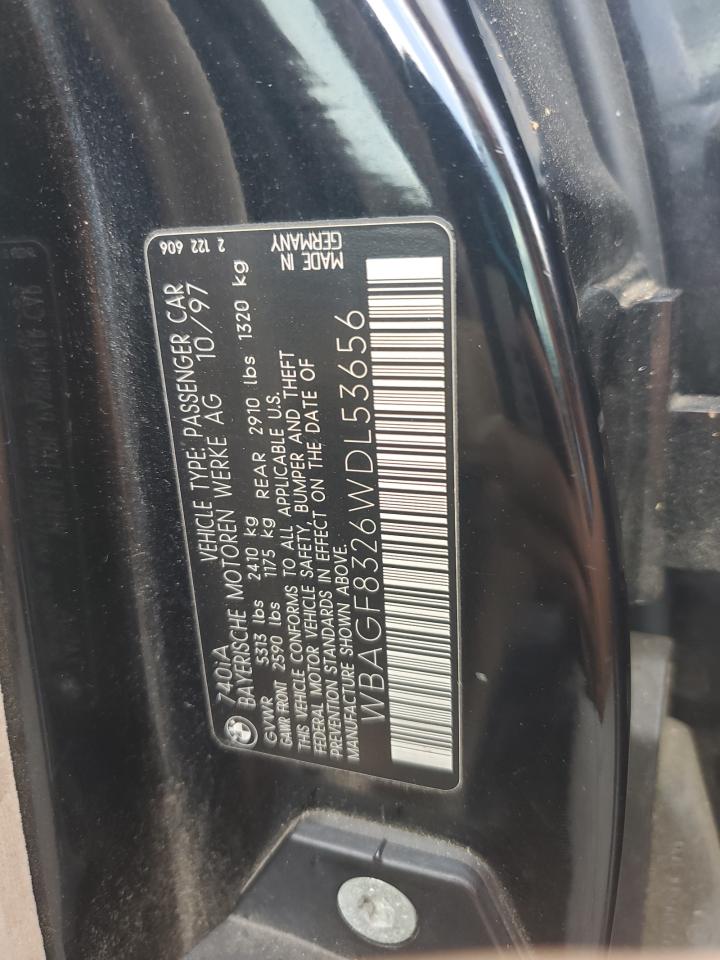 740iA VEHICLE TYPE: PASSENGER CAR 2 122 606
BAYERISCHE MOTOREN WERKE AG 10/97
GVWR 5313 lbs 2410 kg
GAWR FRONT 2590 lbs 1175 kg REAR 2910 lbs 1320 kg
THIS VEHICLE CONFORMS TO ALL APPLICABLE U.S.
FEDERAL MOTOR VEHICLE SAFETY, BUMPER AND THEFT
PREVENTION STANDARDS IN EFFECT ON THE DATE OF
MANUFACTURE SHOWN ABOVE.
MADE IN
GERMANY
WBAGF8326WDL53656